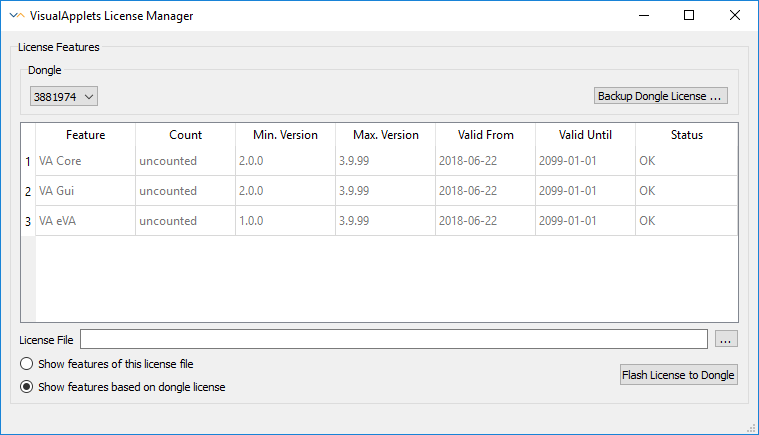 VisualApplets License Manager
License Features
Dongle
3881974
Backup Dongle License ...
Feature Count Min. Version Max. Version Valid From Valid Until Status
1 VA Core uncounted 2.0.0 3.9.99 2018-06-22 2099-01-01 OK
2 VA Gui uncounted 2.0.0 3.9.99 2018-06-22 2099-01-01 OK
3 VA eVA uncounted 1.0.0 3.9.99 2018-06-22 2099-01-01 OK
License File ...
Show features of this license file
Flash License to Dongle
Show features based on dongle license